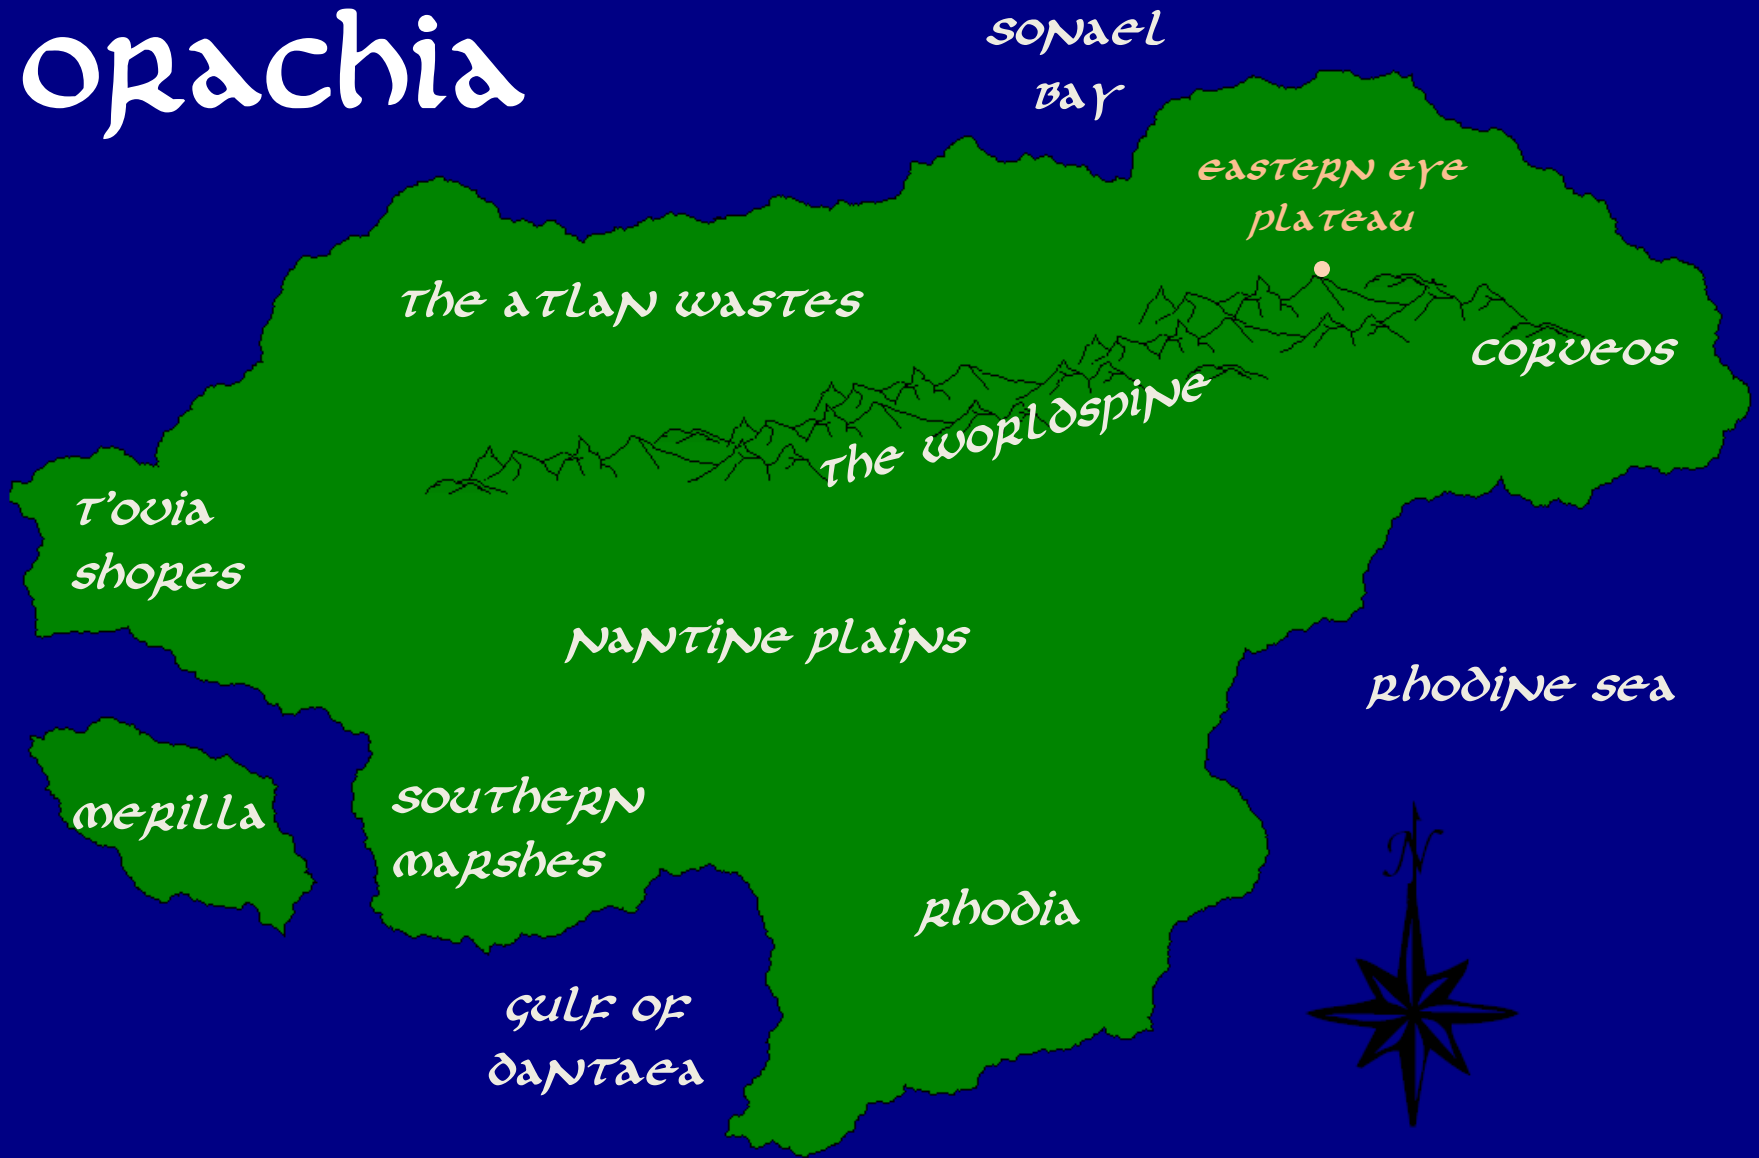 Orachia
Sonael
Bay
Eastern Eye
Plateau
The Atlan Wastes
Corveos
The Worldspine
T'ovia
Shores
Nantine Plains
Rhodine Sea
Merilla
Southern
Marshes
N
Rhodia
Gulf of
Dantaea